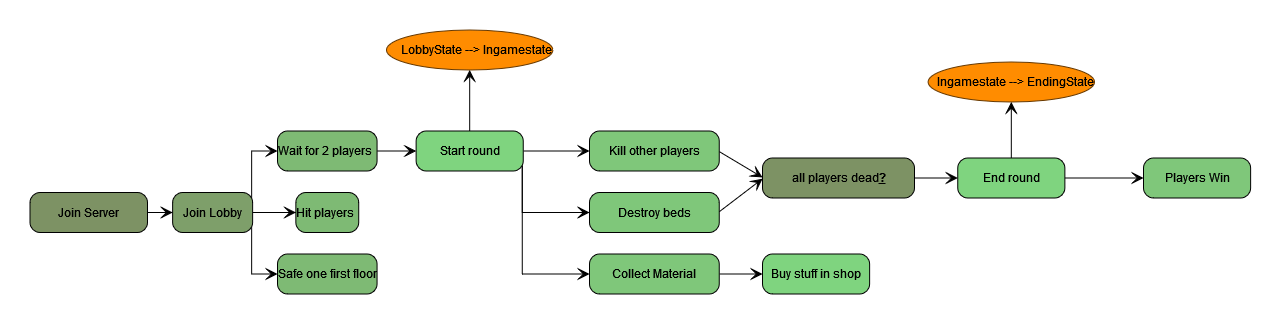 LobbyState --> Ingamestate
Ingamestate --> EndingState
Wait for 2 players
Start round
Kill other players
all players dead?
End round
Players Win
Join Server
Join Lobby
Hit players
Destroy beds
Safe one first floor
Collect Material
Buy stuff in shop